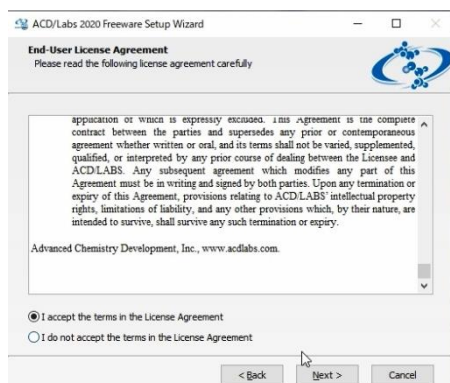 ACD/Labs 2020 Freeware Setup Wizard
End-User License Agreement
Please read the following license agreement carefully
application of which is expressly excluded. This Agreement is the complete
contract between the parties and supersedes any prior or contemporaneous
agreement whether written or oral, and its terms shall not be varied, supplemented,
qualified, or interpreted by any prior course of dealing between the Licensee and
ACD/LABS. Any subsequent agreement which modifies any part of this
Agreement must be in writing and signed by both parties. Upon any termination or
expiry of this Agreement, provisions relating to ACD/LABS' intellectual property
rights, limitations of liability, and any other provisions which, by their nature, are
intended to survive, shall survive any such termination or expiry.
Advanced Chemistry Development, Inc., www.acdlabs.com.
I accept the terms in the License Agreement
I do not accept the terms in the License Agreement
< Back Next > Cancel